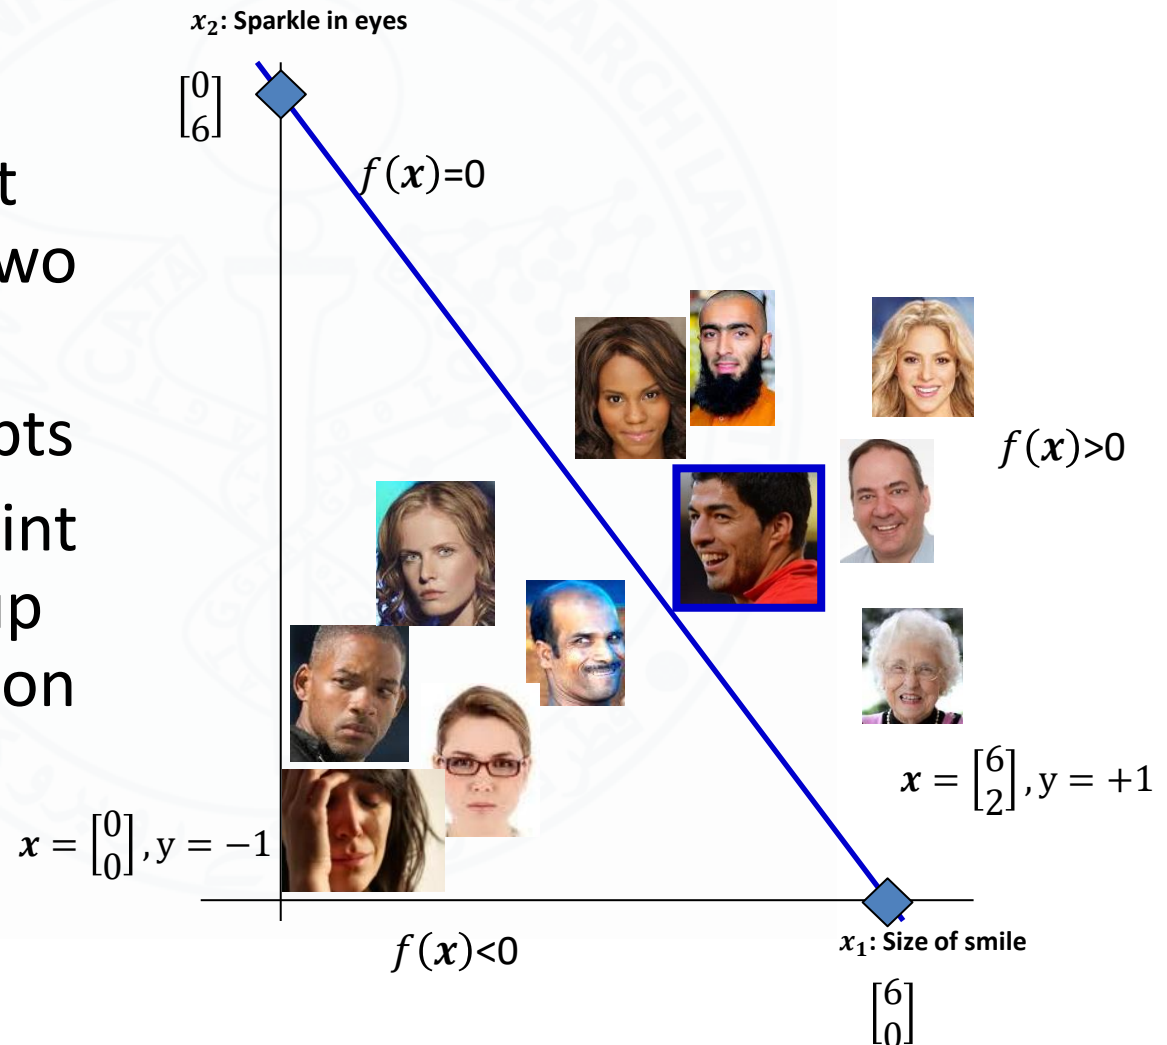 x₂: Sparkle in eyes
[0
6]
f(x)=0
t
wo
pts
int
up
on
f(x)>0
x = [6
2], y = +1
x = [0
0], y = −1
f(x)<0
x₁: Size of smile
[6
0]